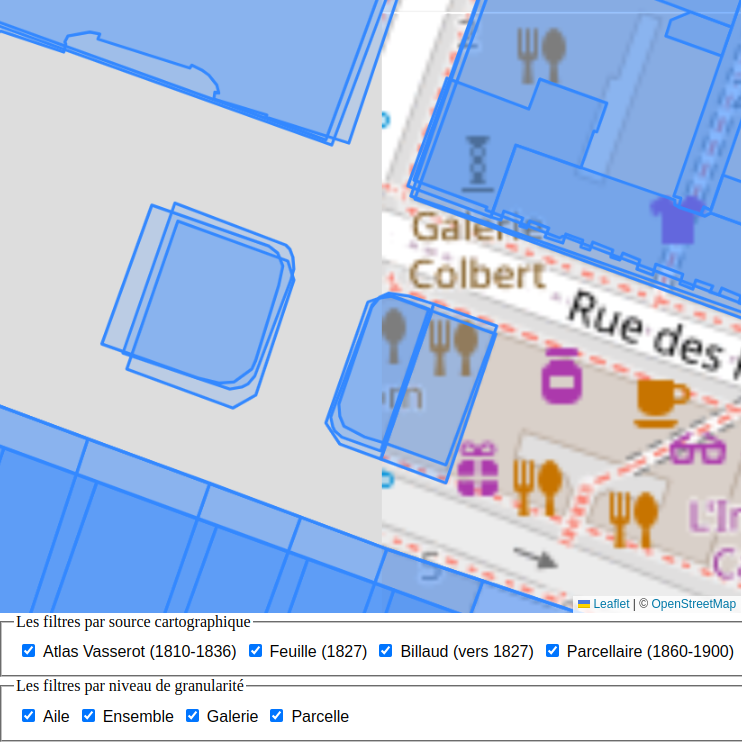 Galerie
Colbert
Rue des
om
L'In
S
Leaflet | © OpenStreetMap
Les filtres par source cartographique
Atlas Vasserot (1810-1836) Feuille (1827) Billaud (vers 1827) Parcellaire (1860-1900)
Les filtres par niveau de granularité
Aile Ensemble Galerie Parcelle